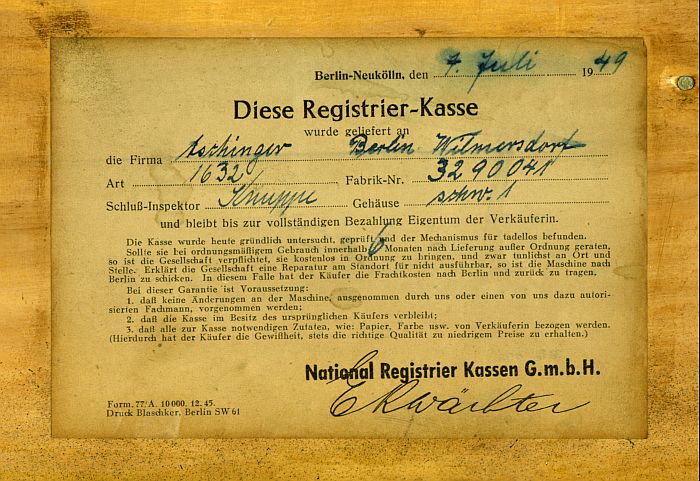 Berlin-Neukölln, den 7. Juli 1949
Diese Registrier-Kasse
wurde geliefert an
die Firma Aschinger Berlin Wilmersdorf
Art 1632 Fabrik-Nr. 3290041
Schluß-Inspektor Knuppe Gehäuse schw. 1
und bleibt bis zur vollständigen Bezahlung Eigentum der Verkäuferin.
Die Kasse wurde heute gründlich untersucht, geprüft und der Mechanismus für tadellos befunden.
Sollte sie bei ordnungsmäßigem Gebrauch innerhalb 6 Monaten nach Lieferung außer Ordnung geraten,
so ist die Gesellschaft verpflichtet, sie kostenlos in Ordnung zu bringen, und zwar tunlichst an Ort und
Stelle. Erklärt die Gesellschaft eine Reparatur am Standort für nicht ausführbar, so ist die Maschine nach
Berlin zu schicken. In diesem Falle hat der Käufer die Frachtkosten nach Berlin und zurück zu tragen.
Bei dieser Garantie ist Voraussetzung:
1. daß keine Änderungen an der Maschine, ausgenommen durch uns oder einen von uns dazu autori-
sierten Fachmann, vorgenommen werden;
2. daß die Kasse im Besitz des ursprünglichen Käufers verbleibt;
3. daß alle zur Kasse notwendigen Zutaten, wie: Papier, Farbe usw. von Verkäuferin bezogen werden.
(Hierdurch hat der Käufer die Gewißheit, stets die richtige Qualität zu niedrigem Preise zu erhalten.)
National Registrier Kassen G.m.b.H.
Form. 77/A. 10 000. 12. 45.
Druck Blaschker, Berlin SW 61